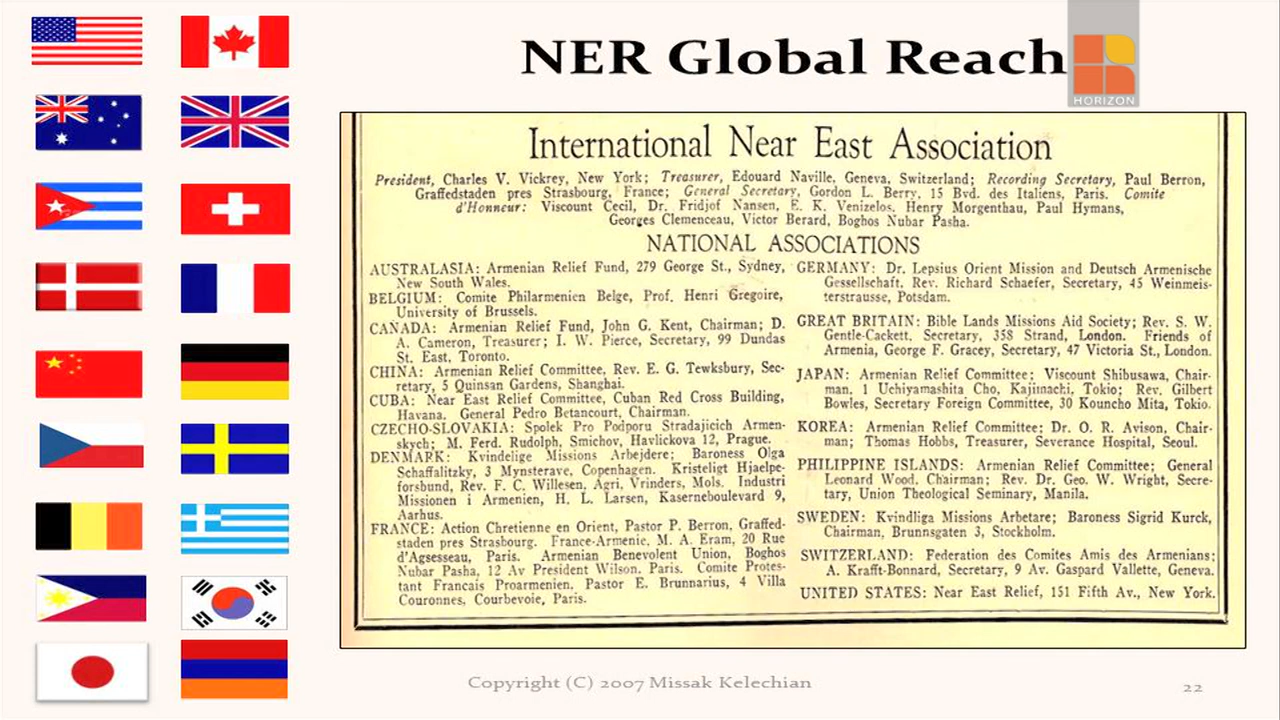 NER Global Reach
HORIZON
International Near East Association
President, Charles V. Vickrey, New York; Treasurer, Edouard Naville, Geneva, Switzerland; Recording Secretary, Paul Berron,
Graffedstaden pres Strasbourg, France; General Secretary, Gordon L. Berry, 15 Bvd. des Italiens, Paris. Comite
d'Honneur: Viscount Cecil, Dr. Fridjof Nansen, E. K. Venizelos, Henry Morgenthau, Paul Hymans,
Georges Clemenceau, Victor Berard, Boghos Nubar Pasha.
NATIONAL ASSOCIATIONS
AUSTRALASIA: Armenian Relief Fund, 279 George St., Sydney,
New South Wales.
BELGIUM: Comite Philarmenien Belge, Prof. Henri Gregoire,
University of Brussels.
CANADA: Armenian Relief Fund, John G. Kent, Chairman; D.
A. Cameron, Treasurer; I. W. Pierce, Secretary, 99 Dundas
St. East, Toronto.
CHINA: Armenian Relief Committee, Rev. E. G. Tewksbury, Sec-
retary, 5 Quinsan Gardens, Shanghai.
CUBA: Near East Relief Committee, Cuban Red Cross Building,
Havana. General Pedro Betancourt, Chairman.
CZECHO-SLOVAKIA: Spolek Pro Podporu Stradajicich Armen-
skych; M. Ferd. Rudolph, Smichov, Havlickova 12, Prague.
DENMARK: Kvindelige Missions Arbejdere; Baroness Olga
Schaffalitzky, 3 Mynsterave, Copenhagen. Kristeligt Hjaelpe-
forsbund, Rev. F. C. Willesen, Agri, Vrinders, Mols. Industri
Missionen i Armenien, H. L. Larsen, Kaserneboulevard 9,
Aarhus.
FRANCE: Action Chretienne en Orient, Pastor P. Berron, Graffed-
staden pres Strasbourg. France-Armenie, M. A. Eram, 20 Rue
d'Agsesseau, Paris. Armenian Benevolent Union, Boghos
Nubar Pasha, 12 Av President Wilson. Paris. Comite Protes-
tant Francais Proarmenien. Pastor E. Brunnarius, 4 Villa
Couronnes, Courbevoie, Paris.
GERMANY: Dr. Lepsius Orient Mission and Deutsch Armenische
Gessellschaft. Rev. Richard Schaefer, Secretary, 45 Weinmeis-
terstrausse, Potsdam.
GREAT BRITAIN: Bible Lands Missions Aid Society; Rev. S. W.
Gentle-Cackett, Secretary, 358 Strand, London. Friends of
Armenia, George F. Gracey, Secretary, 47 Victoria St., London.
JAPAN: Armenian Relief Committee; Viscount Shibusawa, Chair-
man. 1 Uchiyamashita Cho, Kajimachi, Tokio; Rev. Gilbert
Bowles, Secretary Foreign Committee, 30 Kouncho Mita, Tokio.
KOREA: Armenian Relief Committee; Dr. O. R. Avison, Chair-
man; Thomas Hobbs, Treasurer, Severance Hospital, Seoul.
PHILIPPINE ISLANDS: Armenian Relief Committee; General
Leonard Wood. Chairman; Rev. Dr. Geo. W. Wright, Secre-
tary, Union Theological Seminary, Manila.
SWEDEN: Kvindliga Missions Arbetare; Baroness Sigrid Kurck,
Chairman, Brunnsgaten 3, Stockholm.
SWITZERLAND: Federation des Comites Amis des Armenians;
A. Krafft-Bonnard, Secretary, 9 Av. Gaspard Vallette, Geneva.
UNITED STATES: Near East Relief, 151 Fifth Av., New York.
Copyright (C) 2007 Missak Kelechian
22